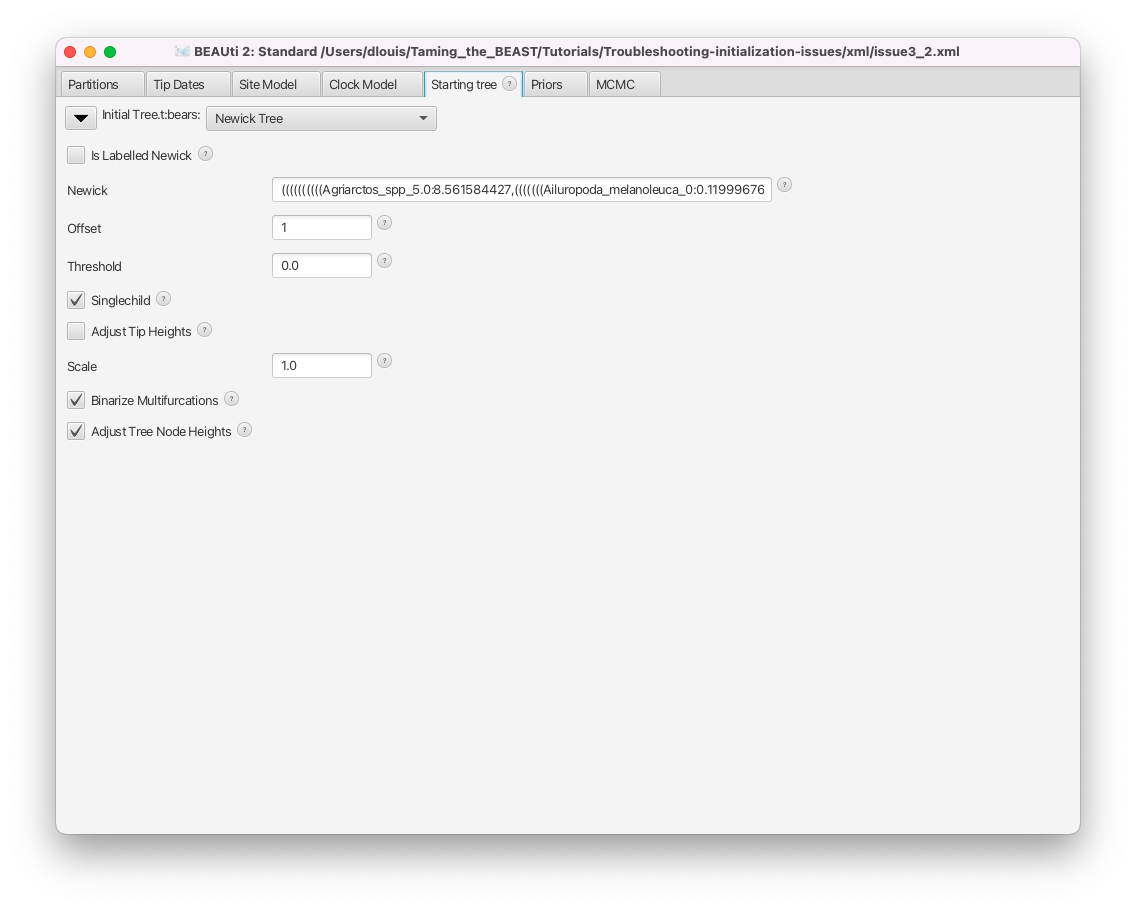 BEAUti 2: Standard /Users/dlouis/Taming_the_BEAST/Tutorials/Troubleshooting-initialization-issues/xml/issue3_2.xml
Partitions Tip Dates Site Model Clock Model Starting tree ? Priors MCMC
Initial Tree.t:bears: Newick Tree
Is Labelled Newick ?
Newick ((((((((((Agriarctos_spp_5.0:8.561584427,(((((((Ailuropoda_melanoleuca_0:0.11999676 ?
Offset 1 ?
Threshold 0.0 ?
Singlechild ?
Adjust Tip Heights ?
Scale 1.0 ?
Binarize Multifurcations ?
Adjust Tree Node Heights ?